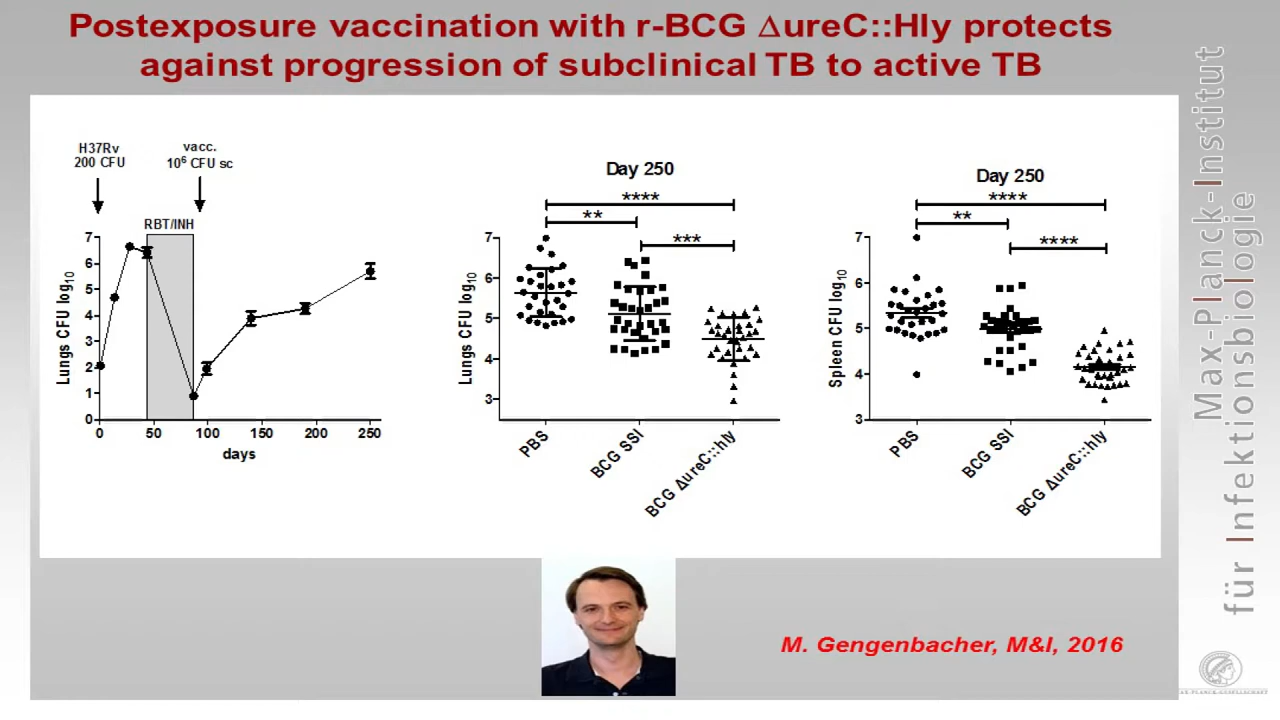 Postexposure vaccination with r-BCG ΔureC::Hly protects
against progression of subclinical TB to active TB
H37Rv
200 CFU
vacc.
10⁶ CFU sc
RBT/INH
Lungs CFU log₁₀
7
6
5
4
3
2
1
0
0 50 100 150 200 250
days
Day 250
****
**
***
Lungs CFU log₁₀
7
6
5
4
3
PBS
BCG SSI
BCG ΔureC::hly
Day 250
****
**
****
Spleen CFU log₁₀
7
6
5
4
3
PBS
BCG SSI
BCG ΔureC::hly
M. Gengenbacher, M&I, 2016
Max-Planck-Institut
für Infektionsbiologie
MAX-PLANCK-GESELLSCHAFT